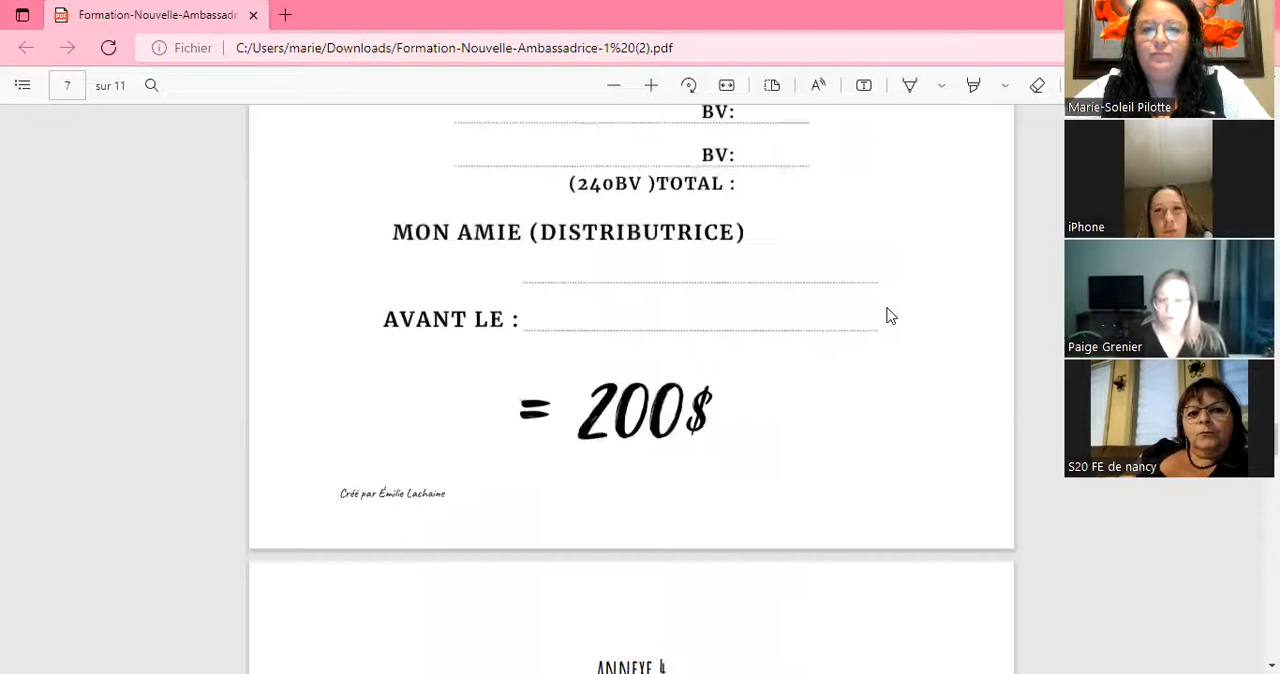 Formation-Nouvelle-Ambassadr
Fichier
C:/Users/marie/Downloads/Formation-Nouvelle-Ambassadrice-1%20(2).pdf
7
sur 11
BV:
BV:
(240BV )TOTAL :
MON AMIE (DISTRIBUTRICE)
AVANT LE :
= 200$
Créé par Émilie Lachaine
ANNEXE 4
Marie-Soleil Pilotte
iPhone
Paige Grenier
S20 FE de nancy